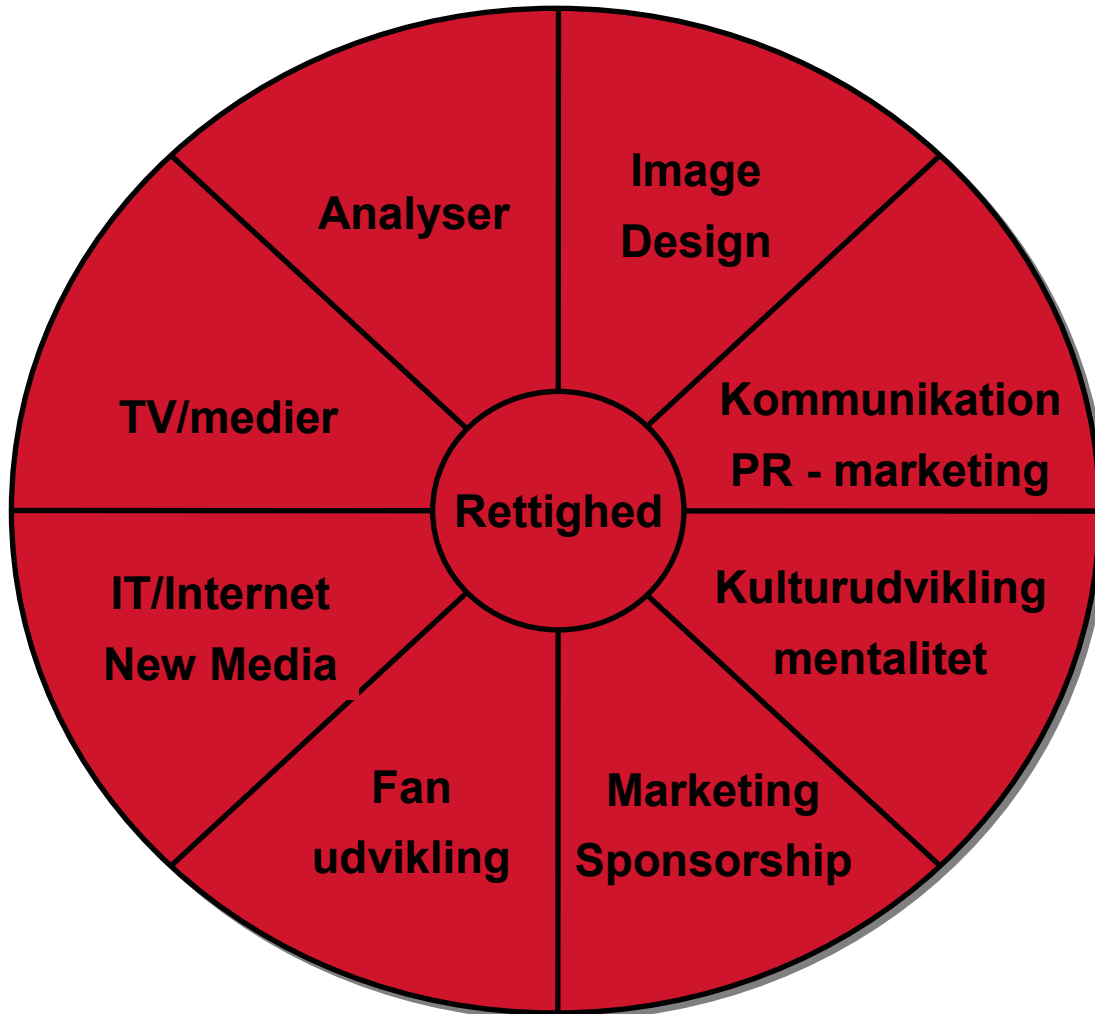 Analyser
Image
Design
Kommunikation
PR - marketing
Kulturudvikling
mentalitet
Marketing
Sponsorship
Fan
udvikling
IT/Internet
New Media
TV/medier
Rettighed